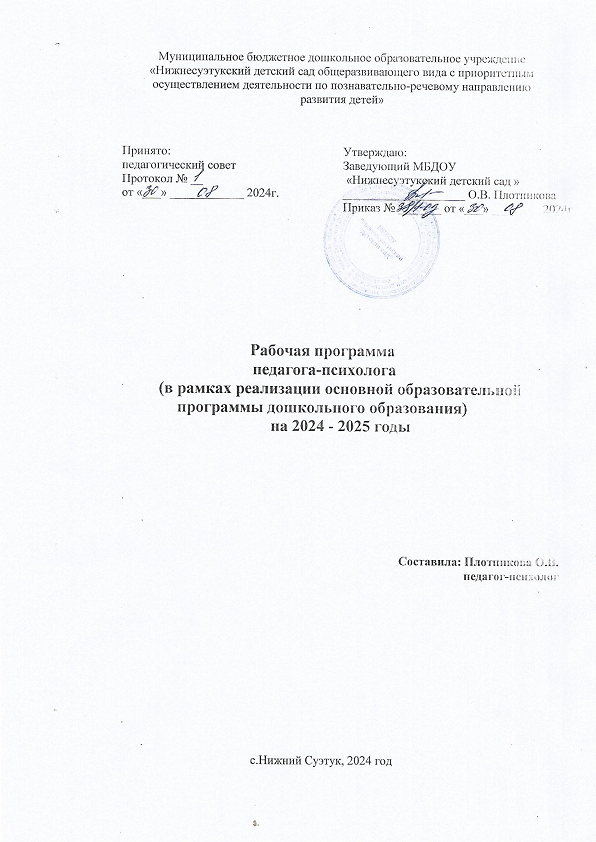 Муниципальное бюджетное дошкольное образовательное учреждение
«Нижнесуэтукский детский сад общеразвивающего вида с приоритетным
осуществлением деятельности по познавательно-речевому направлению
развития детей»
Принято:
педагогический совет
Протокол № 1
от «30» 08 2024г.
Утверждаю:
Заведующий МБДОУ
«Нижнесуэтукский детский сад »
О.В. Плотникова
Приказ № от «30» 08
Рабочая программа
педагога-психолога
(в рамках реализации основной образовательной
программы дошкольного образования)
на 2024 - 2025 годы
Составила: Плотникова О.В.
педагог-психолог
с.Нижний Суэтук, 2024 год